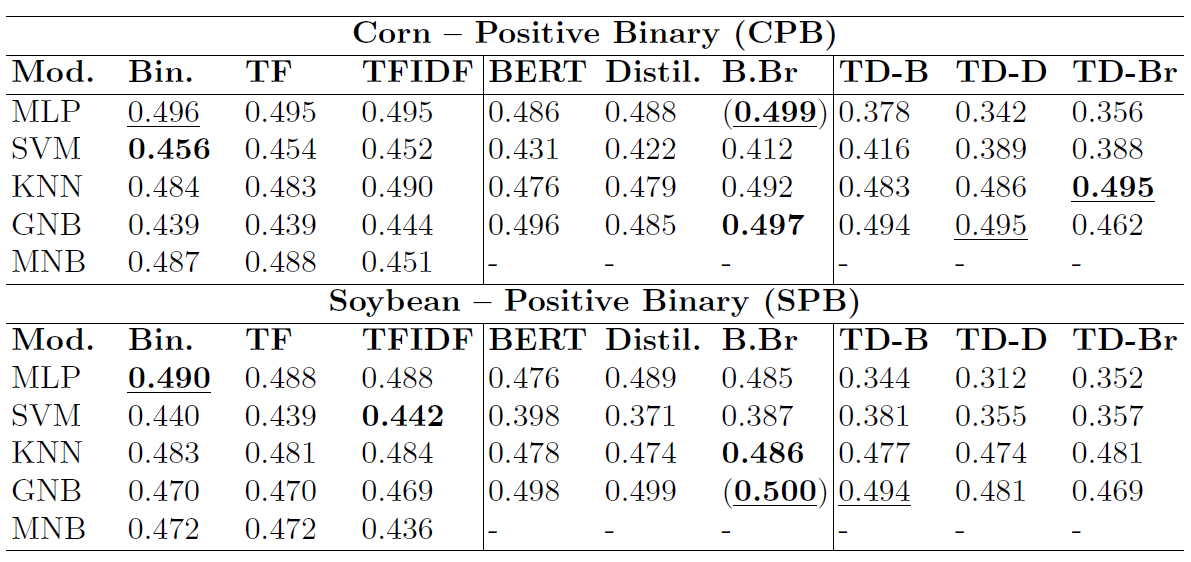 Corn – Positive Binary (CPB)
Mod. Bin. TF TFIDF BERT Distil. B.Br TD-B TD-D TD-Br
MLP 0.496 0.495 0.495 0.486 0.488 (0.499) 0.378 0.342 0.356
SVM 0.456 0.454 0.452 0.431 0.422 0.412 0.416 0.389 0.388
KNN 0.484 0.483 0.490 0.476 0.479 0.492 0.483 0.486 0.495
GNB 0.439 0.439 0.444 0.496 0.485 0.497 0.494 0.495 0.462
MNB 0.487 0.488 0.451 - - - - - -
Soybean – Positive Binary (SPB)
Mod. Bin. TF TFIDF BERT Distil. B.Br TD-B TD-D TD-Br
MLP 0.490 0.488 0.488 0.476 0.489 0.485 0.344 0.312 0.352
SVM 0.440 0.439 0.442 0.398 0.371 0.387 0.381 0.355 0.357
KNN 0.483 0.481 0.484 0.478 0.474 0.486 0.477 0.474 0.481
GNB 0.470 0.470 0.469 0.498 0.499 (0.500) 0.494 0.481 0.469
MNB 0.472 0.472 0.436 - - - - - -